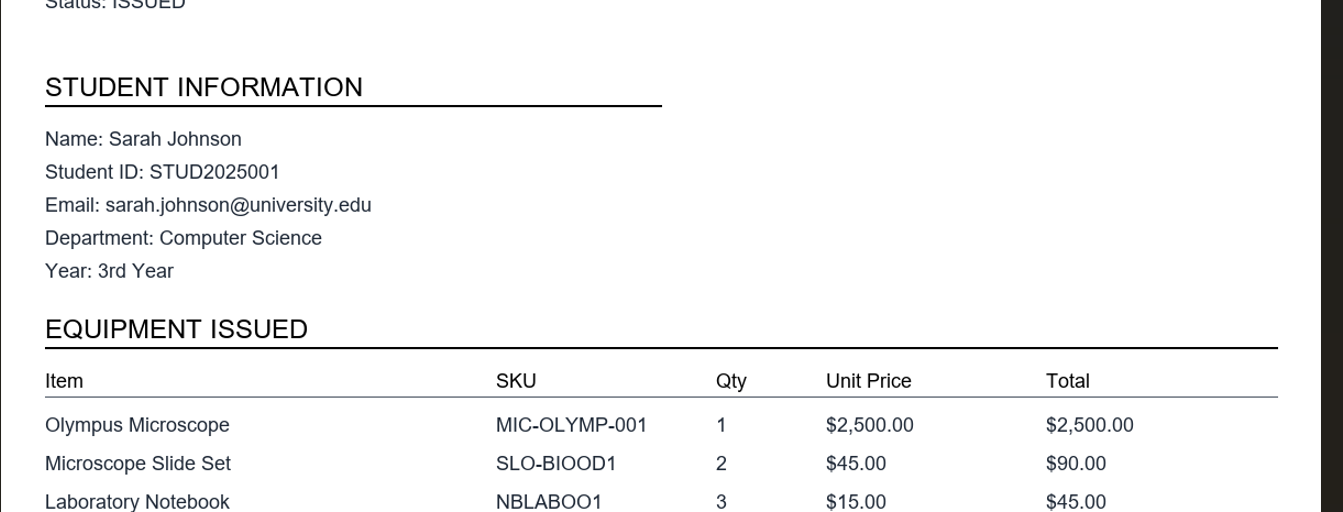 Status: ISSUED
STUDENT INFORMATION
Name: Sarah Johnson
Student ID: STUD2025001
Email: sarah.johnson@university.edu
Department: Computer Science
Year: 3rd Year
EQUIPMENT ISSUED
Item SKU Qty Unit Price Total
Olympus Microscope MIC-OLYMP-001 1 $2,500.00 $2,500.00
Microscope Slide Set SLO-BIOOD1 2 $45.00 $90.00
Laboratory Notebook NBLABOO1 3 $15.00 $45.00